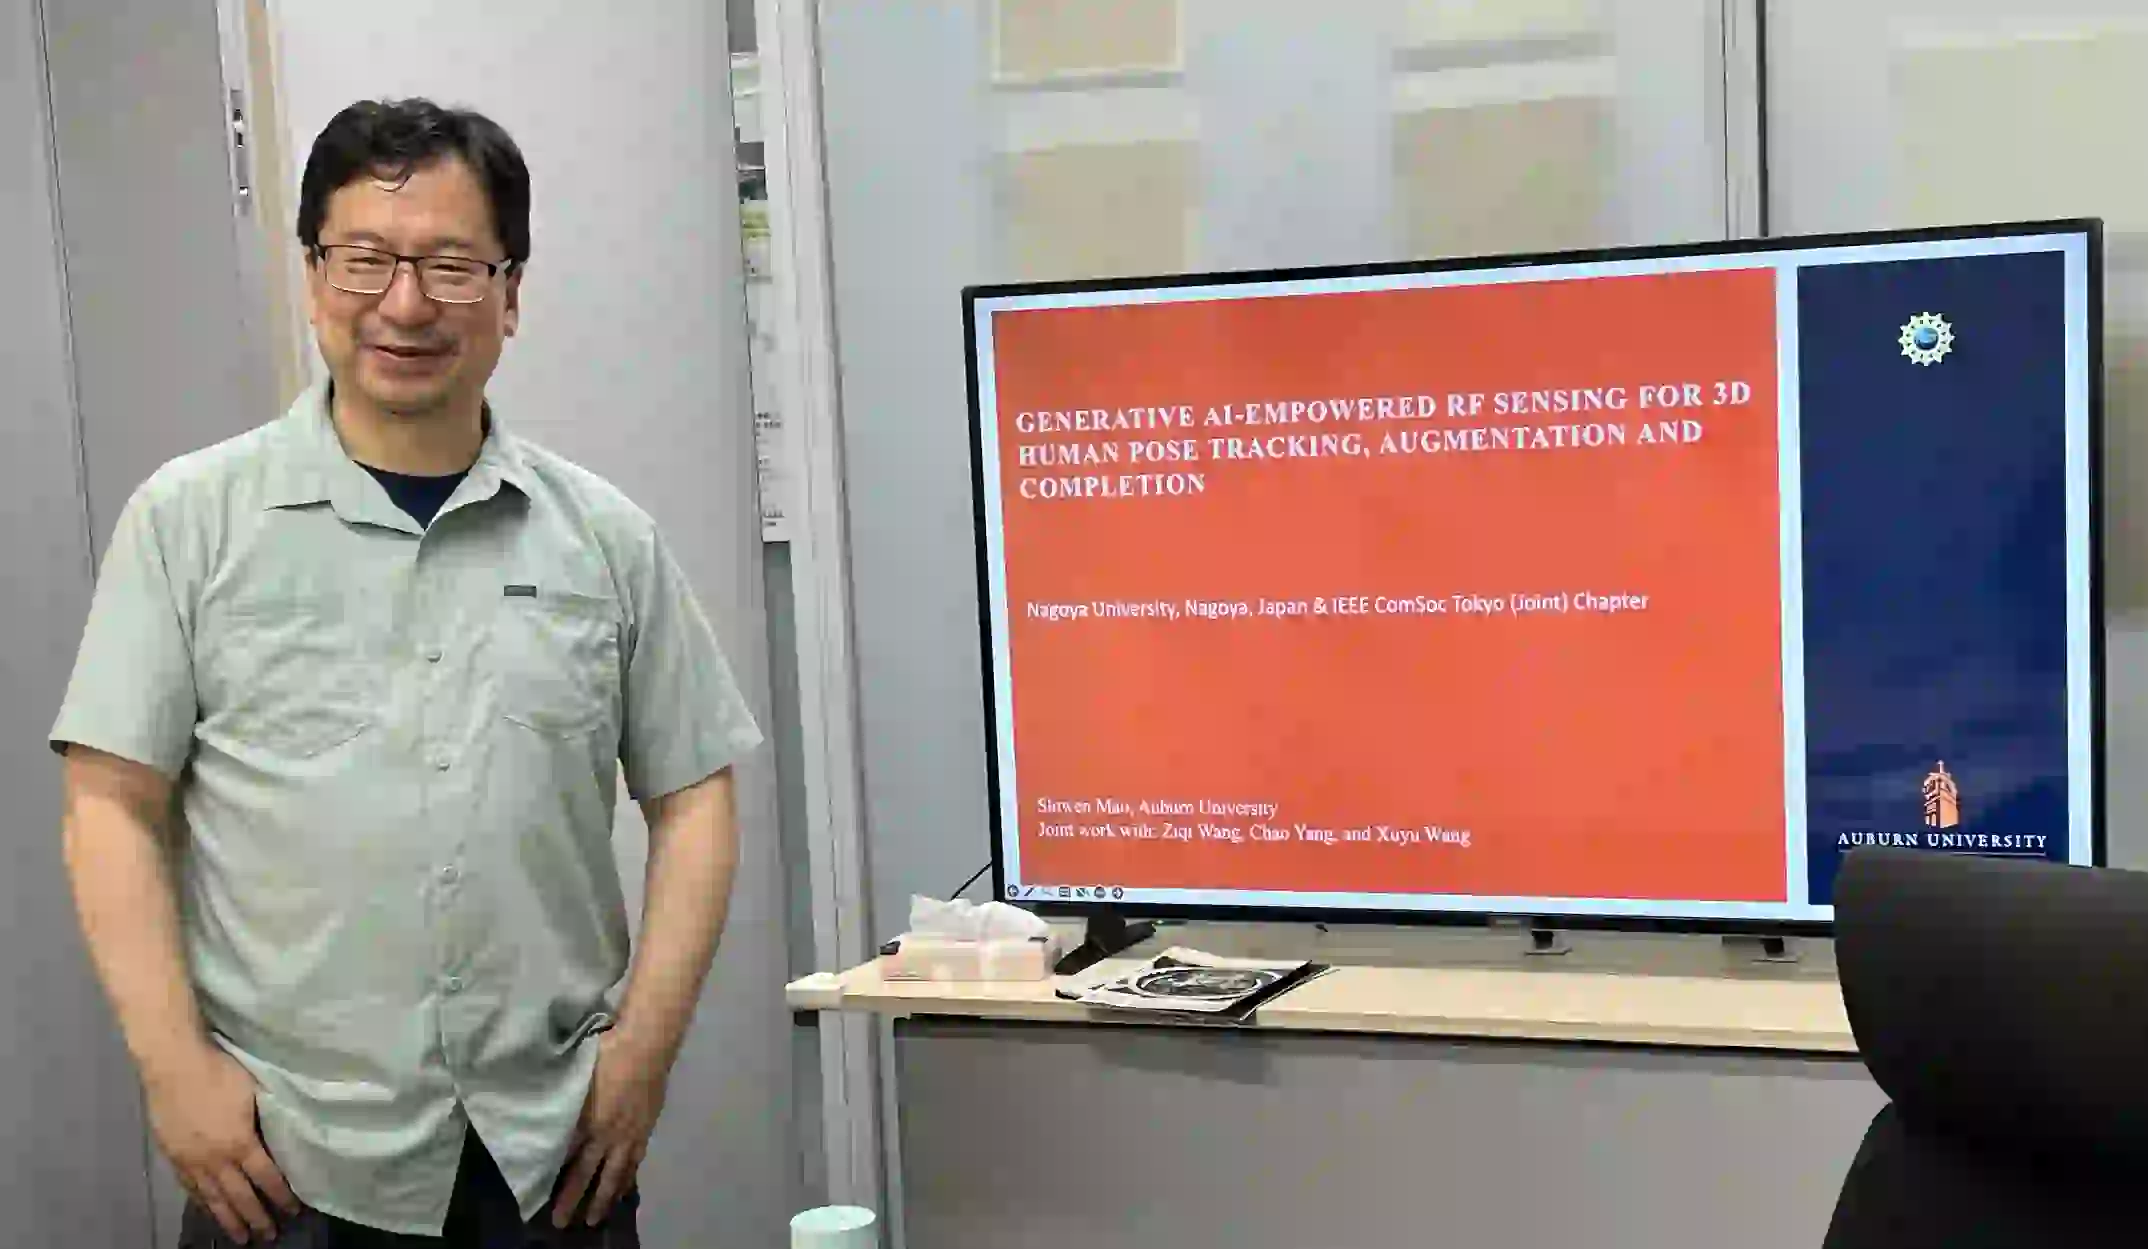 GENERATIVE AI-EMPOWERED RF SENSING FOR 3D
HUMAN POSE TRACKING, AUGMENTATION AND
COMPLETION
Nagoya University, Nagoya, Japan & IEEE ComSoc Tokyo (Joint) Chapter
Shiwen Mao, Auburn University
Joint work with: Ziqi Wang, Chao Yang, and Xuyu Wang
AUBURN UNIVERSITY